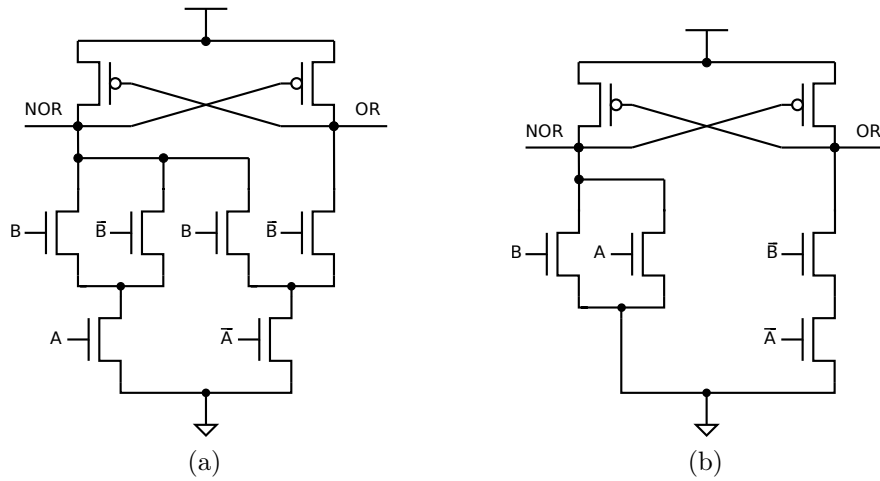 NOR OR
B B̅ B B̅
A A̅
(a)
NOR OR
B A B̅
A̅
(b)